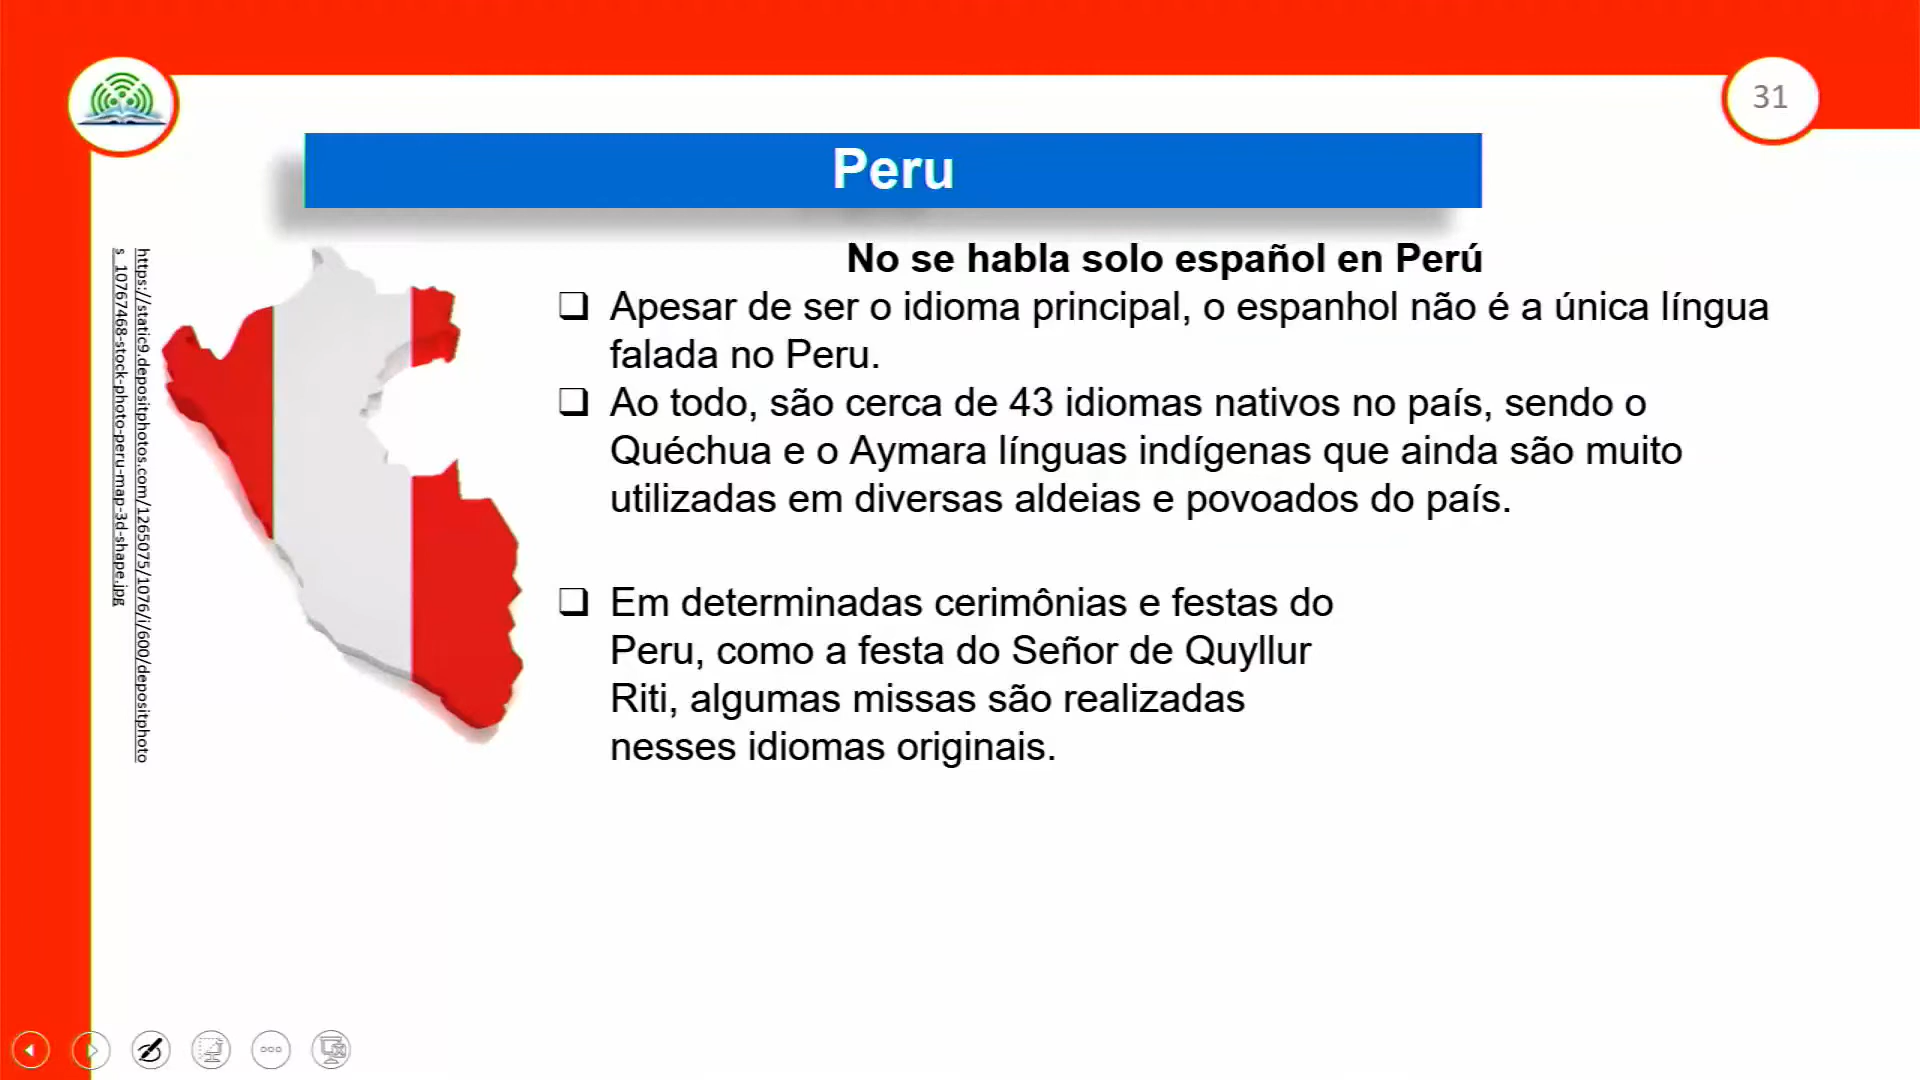 31
Peru
No se habla solo español en Perú
❑ Apesar de ser o idioma principal, o espanhol não é a única língua
falada no Peru.
❑ Ao todo, são cerca de 43 idiomas nativos no país, sendo o
Quéchua e o Aymara línguas indígenas que ainda são muito
utilizadas em diversas aldeias e povoados do país.
❑ Em determinadas cerimônias e festas do
Peru, como a festa do Señor de Quyllur
Riti, algumas missas são realizadas
nesses idiomas originais.
https://static9.depositphotos.com/1265075/1076/i/600/depositphoto
s_10767468-stock-photo-peru-map-3d-shape.jpg